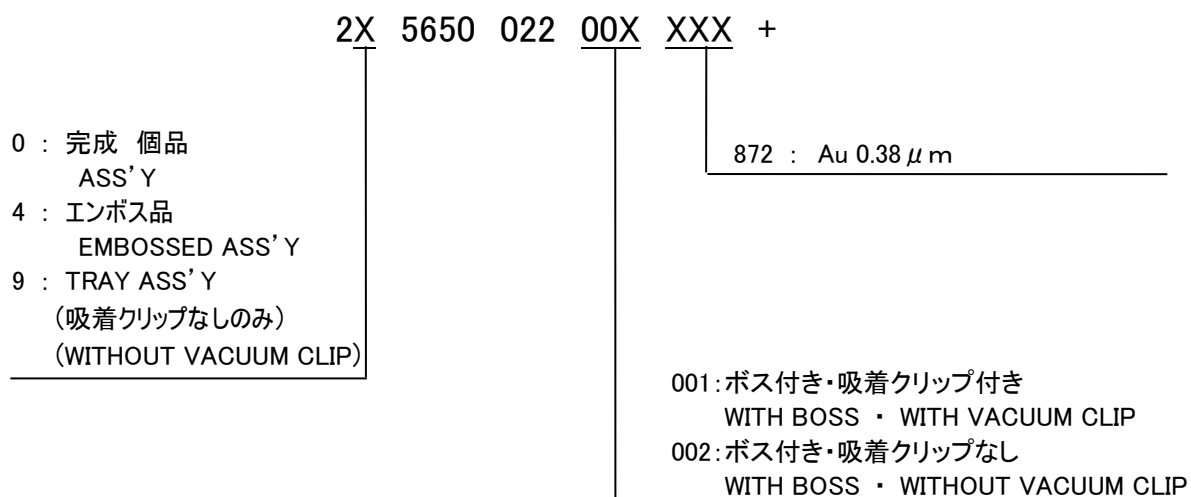 2X 5650 022 00X XXX +
0 : 完成 個品
ASS'Y
4 : エンボス品
EMBOSSED ASS'Y
9 : TRAY ASS'Y
(吸着クリップなしのみ)
(WITHOUT VACUUM CLIP)
872 : Au 0.38μm
001:ボス付き・吸着クリップ付き
WITH BOSS ・ WITH VACUUM CLIP
002:ボス付き・吸着クリップなし
WITH BOSS ・ WITHOUT VACUUM CLIP